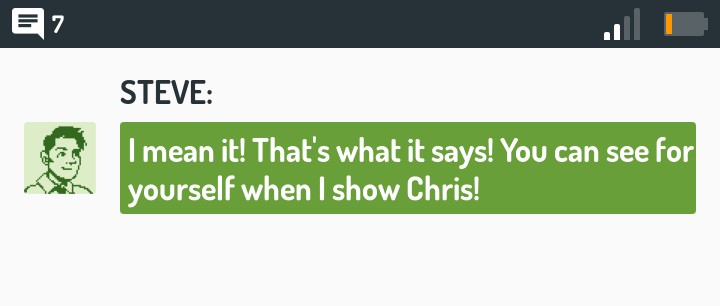 7
STEVE:
I mean it! That's what it says! You can see for
yourself when I show Chris!